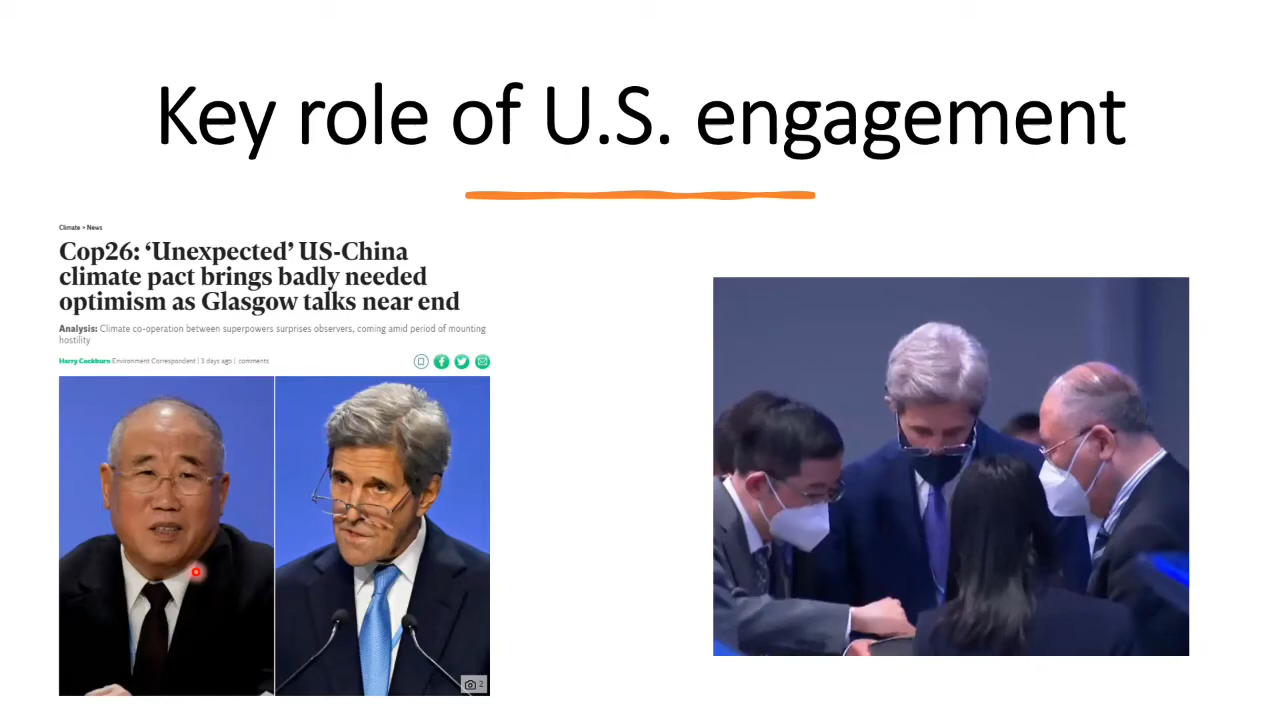 Key role of U.S. engagement
Climate > News
Cop26: ‘Unexpected’ US-China
climate pact brings badly needed
optimism as Glasgow talks near end
Analysis: Climate co-operation between superpowers surprises observers, coming amid period of mounting
hostility
Harry Cockburn Environment Correspondent | 3 days ago | comments
2